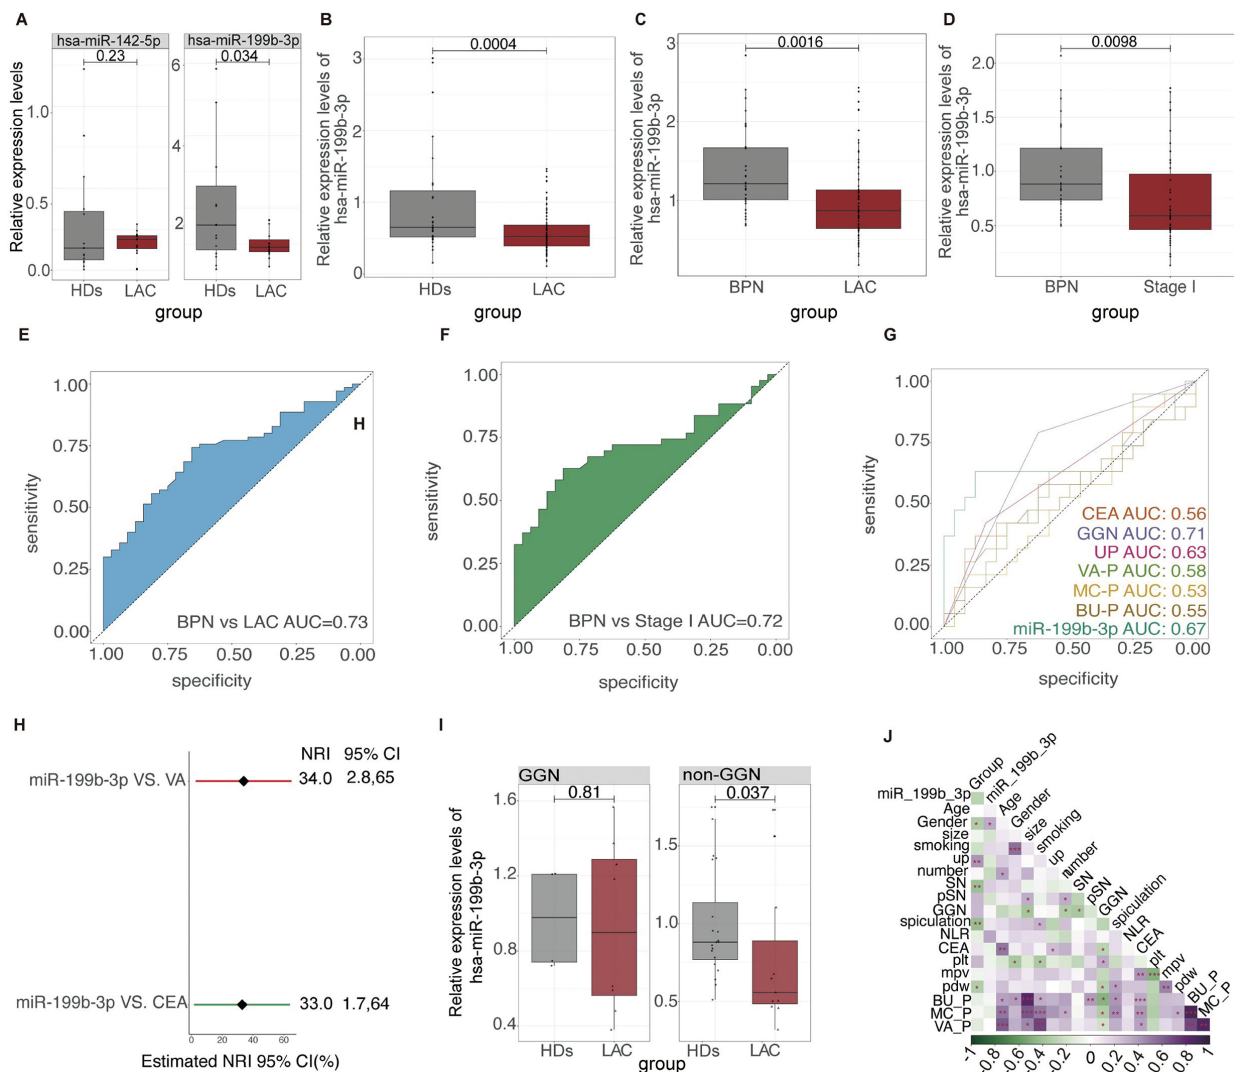 A
hsa-miR-142-5p
hsa-miR-199b-3p
0.23
0.034
Relative expression levels
1.0
0.5
0.0
6
4
2
HDs
LAC
HDs
LAC
group
B
Relative expression levels of
hsa-miR-199b-3p
0.0004
3
2
1
0
HDs
LAC
group
C
Relative expression levels of
hsa-miR-199b-3p
0.0016
3
2
1
BPN
LAC
group
D
Relative expression levels of
hsa-miR-199b-3p
0.0098
2.0
1.5
1.0
0.5
BPN
Stage I
group
E
sensitivity
1.00
0.75
0.50
0.25
0.00
H
BPN vs LAC AUC=0.73
1.00
0.75
0.50
0.25
0.00
specificity
F
sensitivity
1.00
0.75
0.50
0.25
0.00
BPN vs Stage I AUC=0.72
1.00
0.75
0.50
0.25
0.00
specificity
G
sensitivity
1.00
0.75
0.50
0.25
0.00
CEA AUC: 0.56
GGN AUC: 0.71
UP AUC: 0.63
VA-P AUC: 0.58
MC-P AUC: 0.53
BU-P AUC: 0.55
miR-199b-3p AUC: 0.67
1.00
0.75
0.50
0.25
0.00
specificity
H
NRI 95% CI
miR-199b-3p VS. VA
34.0 2.8,65
miR-199b-3p VS. CEA
33.0 1.7,64
0 20 40 60
Estimated NRI 95% CI(%)
I
GGN
non-GGN
0.81
0.037
Relative expression levels of
hsa-miR-199b-3p
1.6
1.2
0.8
0.4
1.5
1.0
0.5
HDs
LAC
HDs
LAC
group
J
Group
miR_199b_3p
Age
Gender
size
smoking
up
number
SN
pSN
GGN
spiculation
NLR
CEA
plt
mpv
pdw
BU_P
MC_P
miR_199b_3p
Age
Gender
size
smoking
up
number
SN
pSN
GGN
spiculation
NLR
CEA
plt
mpv
pdw
BU_P
MC_P
VA_P
-1
-0.8
-0.6
-0.4
-0.2
0
0.2
0.4
0.6
0.8
1